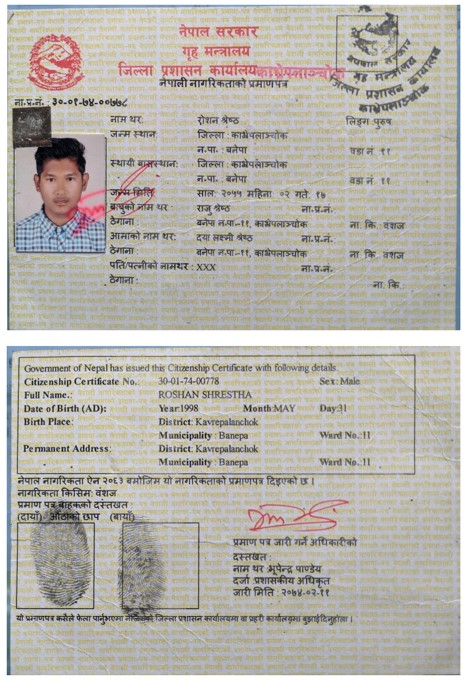 नेपाल सरकार
गृह मन्त्रालय
जिल्ला प्रशासन कार्यालय काभ्रेपलाञ्चोक
नेपाली नागरिकताको प्रमाणपत्र
नेपाल सरकार
गृह मन्त्रालय
जिल्ला प्रशासन कार्यालय
काभ्रेपलाञ्चोक
ना.प्र.नं. : ३०-०१-७४-००७७८
नाम थर: रोशन श्रेष्ठ लिङ्ग: पुरुष
जन्म स्थान: जिल्ला : काभ्रेपलाञ्चोक
न.पा. : बनेपा वडा नं. ११
स्थायी बासस्थान: जिल्ला : काभ्रेपलाञ्चोक
न.पा. : बनेपा वडा नं. ११
जन्म मिति : साल: २०५५ महिना: ०२ गते: १७
बाबुको नाम थर : राजु श्रेष्ठ ना.प्र.नं.
ठेगाना : बनेपा न.पा.-११, काभ्रेपलाञ्चोक ना. कि. : वंशज
आमाको नाम थर: दया लक्ष्मी श्रेष्ठ ना.प्र.नं.
ठेगाना : बनेपा न.पा.-११, काभ्रेपलाञ्चोक ना. कि. : वंशज
पति/पत्नीको नामथर : XXX ना.प्र.नं.
ठेगाना : ना. कि.
Government of Nepal has issued this Citizenship Certificate with following details.
Citizenship Certificate No. 30-01-74-00778 Sex: Male
Full Name.: ROSHAN SHRESTHA
Date of Birth (AD): Year:1998 Month:MAY Day:31
Birth Place: District: Kavrepalanchok
Municipality : Banepa Ward No.:11
Permanent Address: District: Kavrepalanchok
Municipality : Banepa Ward No.:11
नेपाल नागरिकता ऐन २०६३ बमोजिम यो नागरिकताको प्रमाणपत्र दिइएको छ ।
नागरिकता किसिम: वंशज
प्रमाण पत्र बाहकको दस्तखत :
(दायाँ) औंठाको छाप (बायाँ)
प्रमाण पत्र जारी गर्ने अधिकारीको
दस्तखत :
नाम थर: भूपेन्द्र पाण्डेय
दर्जा :प्रशासकीय अधिकृत
जारी मिति : २०७४-०२-११
यो प्रमाणपत्र कसैले फेला पार्नुभएमा नजिकको जिल्ला प्रशासन कार्यालयमा वा प्रहरी कार्यालयमा बुझाईदिनुहोला ।